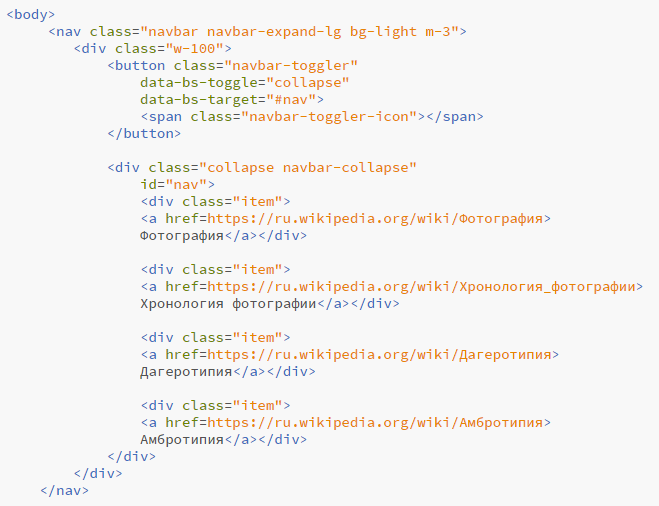 <body>
<nav class="navbar navbar-expand-lg bg-light m-3">
<div class="w-100">
<button class="navbar-toggler"
data-bs-toggle="collapse"
data-bs-target="#nav">
<span class="navbar-toggler-icon"></span>
</button>
<div class="collapse navbar-collapse"
id="nav">
<div class="item">
<a href=https://ru.wikipedia.org/wiki/Фотография>
Фотография</a></div>
<div class="item">
<a href=https://ru.wikipedia.org/wiki/Хронология_фотографии>
Хронология фотографии</a></div>
<div class="item">
<a href=https://ru.wikipedia.org/wiki/Дагеротипия>
Дагеротипия</a></div>
<div class="item">
<a href=https://ru.wikipedia.org/wiki/Амбротипия>
Амбротипия</a></div>
</div>
</div>
</nav>